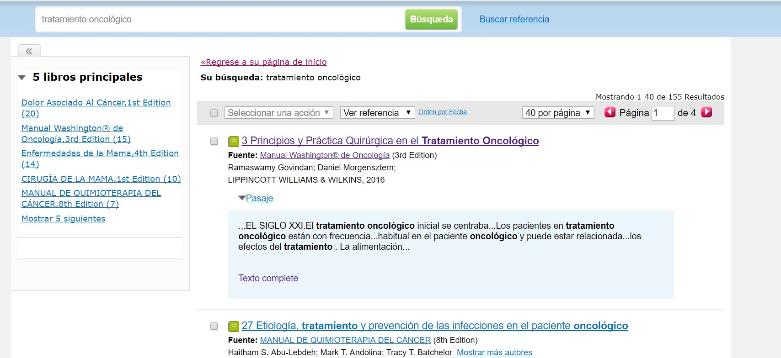 tratamiento oncológico
Búsqueda
Buscar referencia
«
5 libros principales
Dolor Asociado Al Cáncer,1st Edition
(20)
Manual Washington® de
Oncología,3rd Edition (15)
Enfermedades de la Mama,4th Edition
(14)
CIRUGÍA DE LA MAMA,1st Edition (10)
MANUAL DE QUIMIOTERAPIA DEL
CÁNCER,8th Edition (7)
Mostrar 5 siguientes
«Regrese a su página de inicio
Su búsqueda: tratamiento oncológico
Mostrando 1 40 de 155 Resultados
Seleccionar una acción
Ver referencia
Orden por Fecha
40 por página
Página 1 de 4
3 Principios y Práctica Quirúrgica en el Tratamiento Oncológico
Fuente: Manual Washington® de Oncología (3rd Edition)
Ramaswamy Govindan; Daniel Morgensztern;
LIPPINCOTT WILLIAMS & WILKINS, 2016
Pasaje
...EL SIGLO XXI.El tratamiento oncológico inicial se centraba...Los pacientes en tratamiento
oncológico están con frecuencia...habitual en el paciente oncológico y puede estar relacionada...los
efectos del tratamiento . La alimentación...
Texto complete
27 Etiología, tratamiento y prevención de las infecciones en el paciente oncológico
Fuente: MANUAL DE QUIMIOTERAPIA DEL CÁNCER (8th Edition)
Haitham S. Abu-Lebdeh; Mark T. Andolina; Tracy T. Batchelor Mostrar más autores